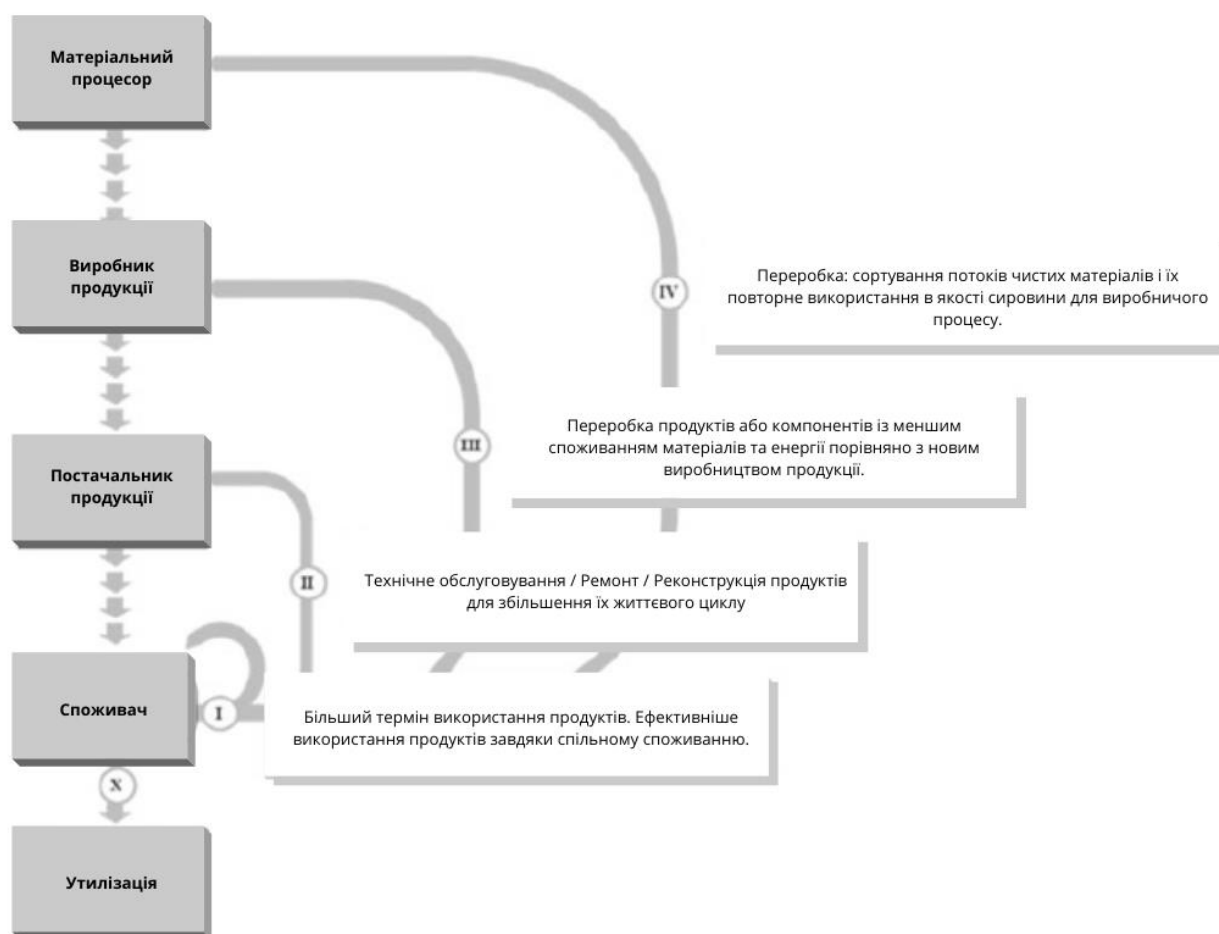 Матеріальний
процесор
Виробник
продукції
IV
Переробка: сортування потоків чистих матеріалів і їх
повторне використання в якості сировини для виробничого
процесу.
III
Переробка продуктів або компонентів із меншим
споживанням матеріалів та енергії порівняно з новим
виробництвом продукції.
Постачальник
продукції
II
Технічне обслуговування / Ремонт / Реконструкція продуктів
для збільшення їх життєвого циклу
Споживач
I
Більший термін використання продуктів. Ефективніше
використання продуктів завдяки спільному споживанню.
X
Утилізація